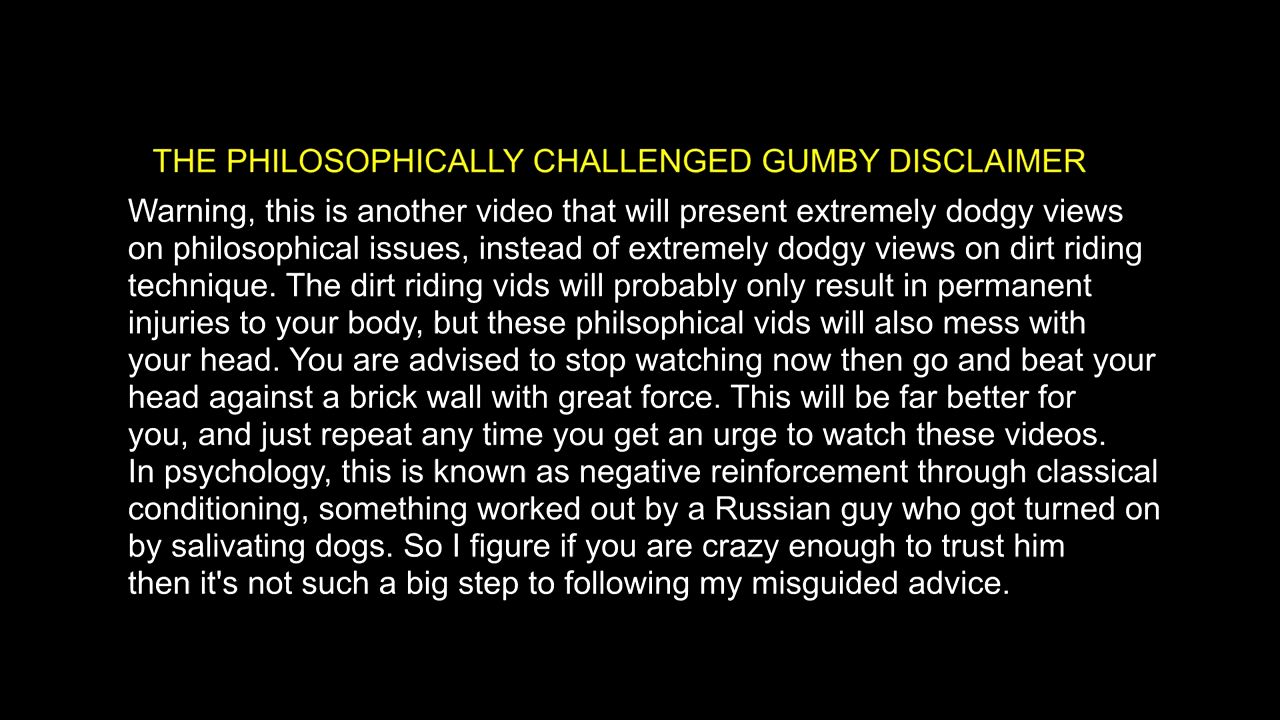 THE PHILOSOPHICALLY CHALLENGED GUMBY DISCLAIMER
Warning, this is another video that will present extremely dodgy views
on philosophical issues, instead of extremely dodgy views on dirt riding
technique. The dirt riding vids will probably only result in permanent
injuries to your body, but these philsophical vids will also mess with
your head. You are advised to stop watching now then go and beat your
head against a brick wall with great force. This will be far better for
you, and just repeat any time you get an urge to watch these videos.
In psychology, this is known as negative reinforcement through classical
conditioning, something worked out by a Russian guy who got turned on
by salivating dogs. So I figure if you are crazy enough to trust him
then it's not such a big step to following my misguided advice.